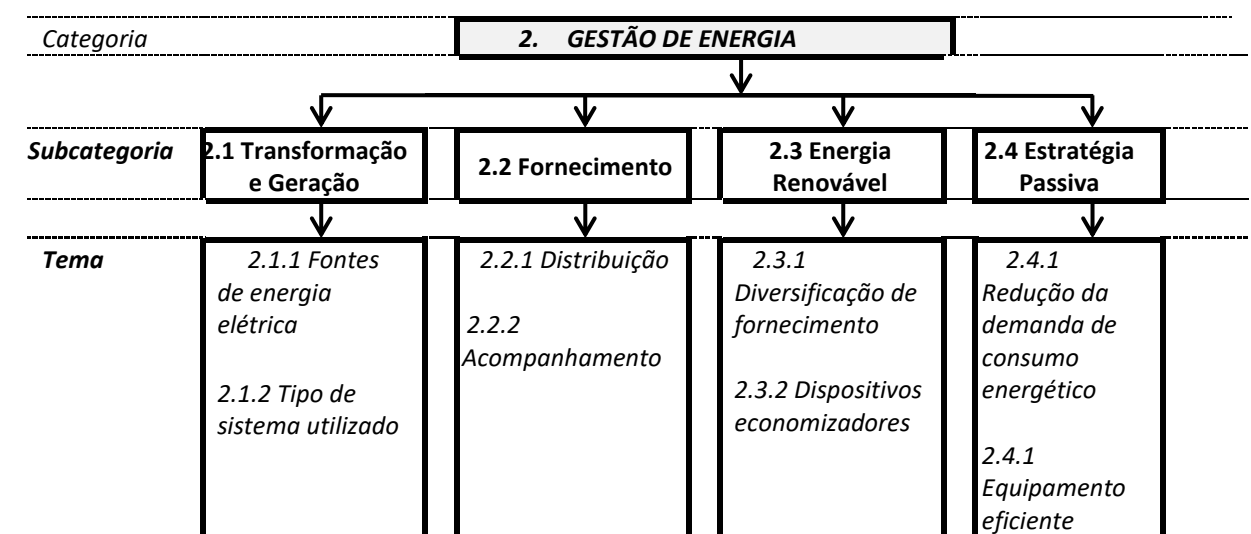 Categoria
2. GESTÃO DE ENERGIA
Subcategoria
2.1 Transformação
e Geração
2.2 Fornecimento
2.3 Energia
Renovável
2.4 Estratégia
Passiva
Tema
2.1.1 Fontes
de energia
elétrica
2.1.2 Tipo de
sistema utilizado
2.2.1 Distribuição
2.2.2
Acompanhamento
2.3.1
Diversificação de
fornecimento
2.3.2 Dispositivos
economizadores
2.4.1
Redução da
demanda de
consumo
energético
2.4.1
Equipamento
eficiente